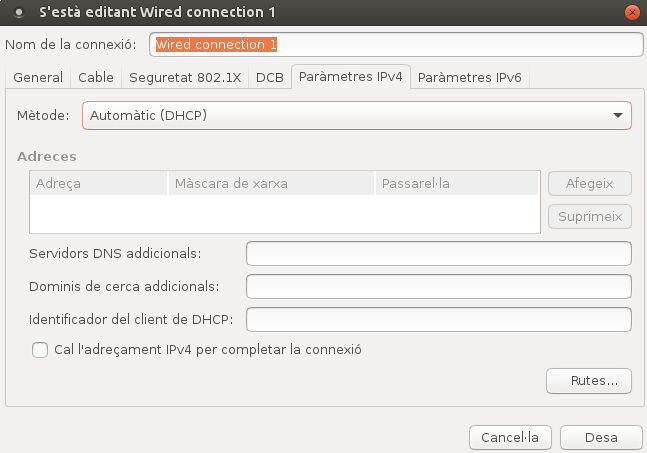 S'està editant Wired connection 1
Nom de la connexió: Wired connection 1
General Cable Seguretat 802.1X DCB Paràmetres IPv4 Paràmetres IPv6
Mètode: Automàtic (DHCP)
Adreces
Adreça Màscara de xarxa Passarel·la Afegeix
Suprimeix
Servidors DNS addicionals:
Dominis de cerca addicionals:
Identificador del client de DHCP:
Cal l'adreçament IPv4 per completar la connexió
Rutes...
Cancel·la Desa